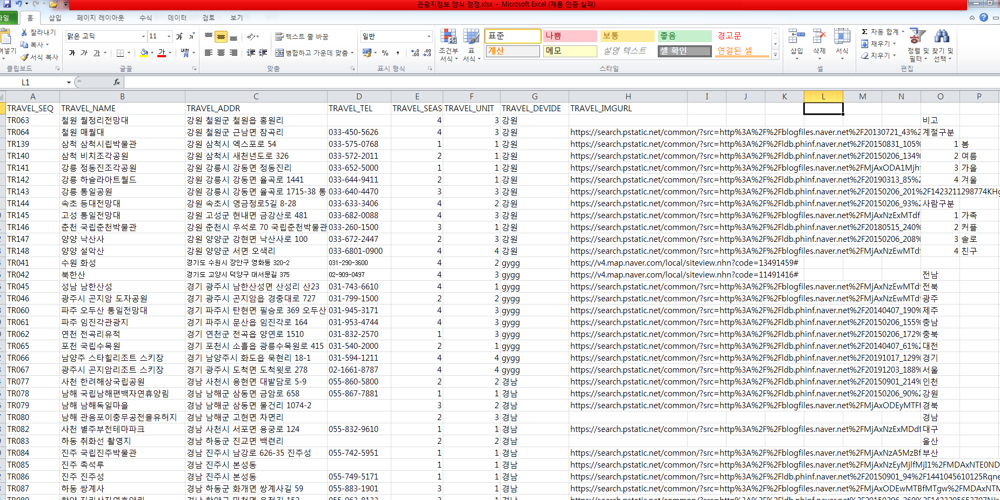 관광지정보 양식 정정.xlsx - Microsoft Excel (제품 인증 실패)
파일 홈 삽입 페이지 레이아웃 수식 데이터 검토 보기
잘라내기 맑은 고딕 11 가 가 텍스트 줄 바꿈 일반 표준 나쁨 보통 좋음 경고문 Σ 자동 합계
복사 채우기
서식 복사 가 가 가 내천 병합하고 가운데 맞춤 % , 조건부 서식 표 서식 계산 메모 설명 텍스트 셀 확인 연결된 셀 삽입 삭제 서식 지우기 정렬 및 필터 찾기 및 선택
클립보드 글꼴 맞춤 표시 형식 스타일 셀 편집
L1 fx
A B C D E F G H I J K L M N O P
TRAVEL_SEQ TRAVEL_NAME TRAVEL_ADDR TRAVEL_TEL TRAVEL_SEAS TRAVEL_UNIT TRAVEL_DEVIDE TRAVEL_IMGURL
TR063 철원 월정리전망대 강원 철원군 철원읍 홍원리 4 3 강원 비고
TR064 철원 매월대 강원 철원군 근남면 잠곡리 033-450-5626 4 3 강원 https://search.pstatic.net/common/?src=http%3A%2F%2Fblogfiles.naver.net%2F20130721_43%2 계절구분
TR139 삼척 삼척시립박물관 강원 삼척시 엑스포로 54 033-575-0768 1 1 강원 https://search.pstatic.net/common/?src=http%3A%2F%2Fldb.phinf.naver.net%2F20150831_105% 1 봄
TR140 삼척 비치조각공원 강원 삼척시 새천년도로 326 033-572-2011 2 1 강원 https://search.pstatic.net/common/?src=http%3A%2F%2Fldb.phinf.naver.net%2F20150206_134% 2 여름
TR141 강릉 정동진조각공원 강원 강릉시 강동면 정동진리 033-652-5000 1 1 강원 https://search.pstatic.net/common/?src=http%3A%2F%2Fblogfiles.naver.net%2FMjAxODA1Mjh 3 가을
TR142 강릉 하슬라아트월드 강원 강릉시 강동면 율곡로 1441 033-644-9411 2 1 강원 https://search.pstatic.net/common/?src=http%3A%2F%2Fldb.phinf.naver.net%2F20190313_85%2 4 겨울
TR143 강릉 통일공원 강원 강릉시 강동면 율곡로 1715-38 통 033-640-4470 3 3 강원 https://search.pstatic.net/common/?src=http%3A%2F%2Fldb.phinf.naver.net%2F20150206_201%2F1423211298774KHg
TR144 속초 등대전망대 강원 속초시 영금정로5길 8-28 033-633-3406 4 2 강원 https://search.pstatic.net/common/?src=http%3A%2F%2Fldb.phinf.naver.net%2F20150206_93%2 사람구분
TR145 고성 통일전망대 강원 고성군 현내면 금강산로 481 033-682-0088 4 3 강원 https://search.pstatic.net/common/?src=http%3A%2F%2Fblogfiles.naver.net%2FMjAxNzExMTdf 1 가족
TR146 춘천 국립춘천박물관 강원 춘천시 우석로 70 국립춘천박물관 033-260-1500 3 1 강원 https://search.pstatic.net/common/?src=http%3A%2F%2Fldb.phinf.naver.net%2F20180515_240% 2 커플
TR147 양양 낙산사 강원 양양군 강현면 낙산사로 100 033-672-2447 2 3 강원 https://search.pstatic.net/common/?src=http%3A%2F%2Fldb.phinf.naver.net%2F20150206_208% 3 솔로
TR148 양양 설악산 강원 양양군 서면 오색리 033-6801-0900 4 4 강원 https://search.pstatic.net/common/?src=http%3A%2F%2Fblogfiles.naver.net%2FMjAxNzEwMTdf 4 친구
TR041 수원 화성 경기도 수원시 장안구 영화동 320-2 031-290-3600 4 2 gygg https://v4.map.naver.com/local/siteview.nhn?code=13491459#
TR042 북한산 경기도 고양시 덕양구 대서문길 375 02-909-0497 4 3 gygg https://v4.map.naver.com/local/siteview.nhn?code=11491416# 전남
TR045 성남 남한산성 경기 광주시 남한산성면 산성리 산23 031-743-6610 4 1 gygg https://search.pstatic.net/common/?src=http%3A%2F%2Fblogfiles.naver.net%2FMjAxNzEwMTdf 전북
TR046 광주시 곤지암 도자공원 경기 광주시 곤지암읍 경충대로 727 031-799-1500 2 2 gygg https://search.pstatic.net/common/?src=http%3A%2F%2Fblogfiles.naver.net%2FMjAxNzEwMTdf 광주
TR060 파주 오두산 통일전망대 경기 파주시 탄현면 필승로 369 오두산 031-945-3171 4 3 gygg https://search.pstatic.net/common/?src=http%3A%2F%2Fldb.phinf.naver.net%2F20140407_190% 제주
TR061 파주 임진각관광지 경기 파주시 문산읍 임진각로 164 031-953-4744 4 3 gygg https://search.pstatic.net/common/?src=http%3A%2F%2Fldb.phinf.naver.net%2F20150206_155% 충남
TR062 연천 전곡리유적 경기 연천군 전곡읍 양연로 1510 031-832-2570 1 3 gygg https://search.pstatic.net/common/?src=http%3A%2F%2Fldb.phinf.naver.net%2F20150206_172% 충북
TR065 포천 국립수목원 경기 포천시 소흘읍 광릉수목원로 415 031-540-2000 2 1 gygg https://search.pstatic.net/common/?src=http%3A%2F%2Fldb.phinf.naver.net%2F20140407_61%2 대전
TR066 남양주 스타힐리조트 스키장 경기 남양주시 화도읍 묵현리 18-1 031-594-1211 4 4 gygg https://search.pstatic.net/common/?src=http%3A%2F%2Fldb.phinf.naver.net%2F20191017_129% 경기
TR067 광주시 곤지암리조트 스키장 경기 광주시 도척면 도척윗로 278 02-1661-8787 4 4 gygg https://search.pstatic.net/common/?src=http%3A%2F%2Fldb.phinf.naver.net%2F20191203_188% 서울
TR077 사천 한려해상국립공원 경남 사천시 용현면 대밭담로 5-9 055-860-5800 2 2 경남 https://search.pstatic.net/common/?src=http%3A%2F%2Fldb.phinf.naver.net%2F20150901_214% 인천
TR078 남해 국립남해편백자연휴양림 경남 남해군 삼동면 금암로 658 055-867-7881 1 1 경남 https://search.pstatic.net/common/?src=http%3A%2F%2Fldb.phinf.naver.net%2F20150206_90%2 강원
TR079 남해 남해독일마을 경남 남해군 삼동면 물건리 1074-2 3 2 경남 https://search.pstatic.net/common/?src=http%3A%2F%2Fblogfiles.naver.net%2FMjAxODEyMTFf 경북
TR080 남해 관음포이충무공전몰유허지 경남 남해군 고현면 차면리 2 3 경남 경남
TR082 사천 별주부전테마파크 경남 사천시 서포면 용궁로 124 055-832-9610 1 1 경남 https://search.pstatic.net/common/?src=http%3A%2F%2Fblogfiles.naver.net%2FMjAxNzExMDdf 대구
TR083 하동 취화선 촬영지 경남 하동군 진교면 백련리 2 2 경남 울산
TR084 진주 국립진주박물관 경남 진주시 남강로 626-35 진주성 055-742-5951 1 1 경남 https://search.pstatic.net/common/?src=http%3A%2F%2Fblogfiles.naver.net%2FMjAxNzA5MzBf 부산
TR085 진주 촉석루 경남 진주시 본성동 1 1 경남 https://search.pstatic.net/common/?src=http%3A%2F%2Fblogfiles.naver.net%2FMjAxNzEyMjlfMjI1%2FMDAxNTE0ND
TR086 진주 진주성 경남 진주시 본성동 055-749-5171 1 1 경남 https://search.pstatic.net/common/?src=http%3A%2F%2Fldb.phinf.naver.net%2F20150901_94%2F1441045610125Rqne
TR087 하동 쌍계사 경남 하동군 화개면 쌍계사길 59 055-883-1901 3 1 경남 https://search.pstatic.net/common/?src=http%3A%2F%2Fblogfiles.naver.net%2FMjAxODEwMTBfMTgw%2FMDAxNTM